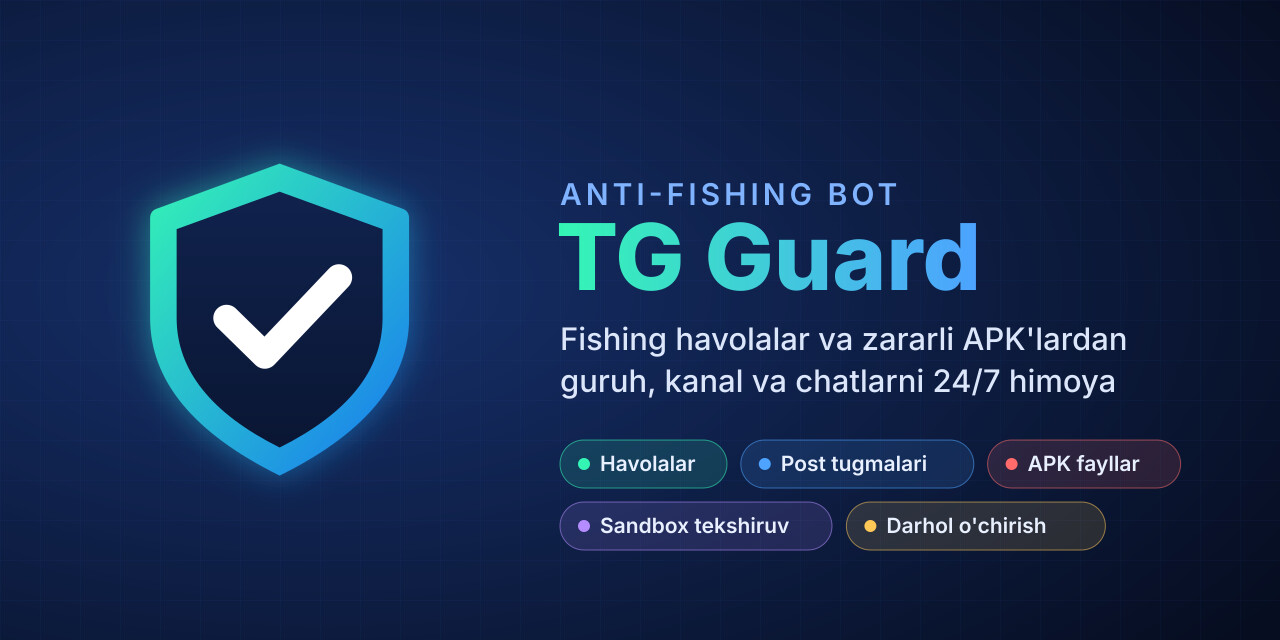 ANTI-FISHING BOT
TG Guard
Fishing havolalar va zararli APK'lardan
guruh, kanal va chatlarni 24/7 himoya
Havolalar
Post tugmalari
APK fayllar
Sandbox tekshiruv
Darhol o'chirish